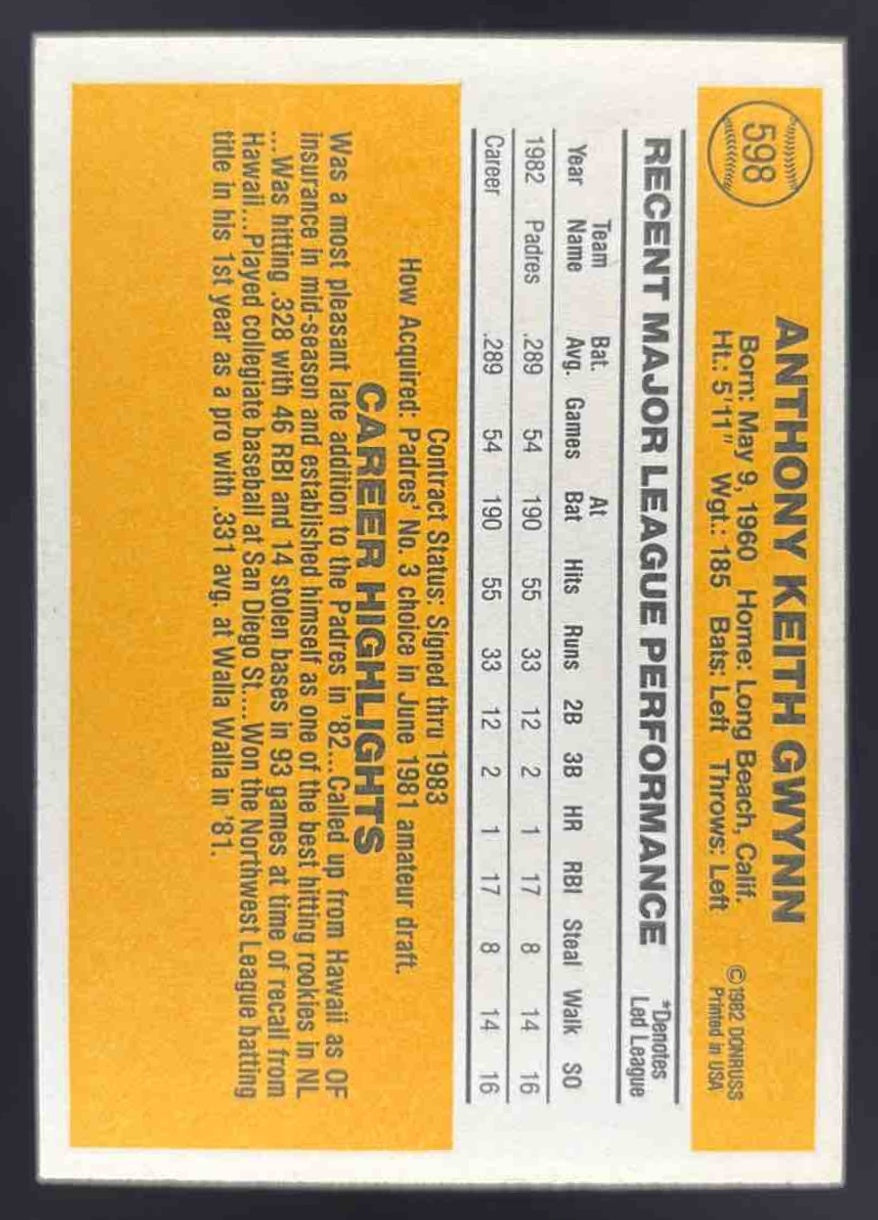 598
ANTHONY KEITH GWYNN
Born: May 9, 1960 Home: Long Beach, Calif.
Ht.: 5'11" Wgt.: 185 Bats: Left Throws: Left
©1982 DONRUSS
Printed in USA
RECENT MAJOR LEAGUE PERFORMANCE
*Denotes
Led League
Team Bat. At
Year Name Avg. Games Bat Hits Runs 2B 3B HR RBI Steal Walk SO
1982 Padres .289 54 190 55 33 12 2 1 17 8 14 16
Career .289 54 190 55 33 12 2 1 17 8 14 16
Contract Status: Signed thru 1983
How Acquired: Padres' No. 3 choice in June 1981 amateur draft.
CAREER HIGHLIGHTS
Was a most pleasant late addition to the Padres in '82...Called up from Hawaii as OF
insurance in mid-season and established himself as one of the best hitting rookies in NL
...Was hitting .328 with 46 RBI and 14 stolen bases in 93 games at time of recall from
Hawaii...Played collegiate baseball at San Diego St....Won the Northwest League batting
title in his 1st year as a pro with .331 avg. at Walla Walla in '81.